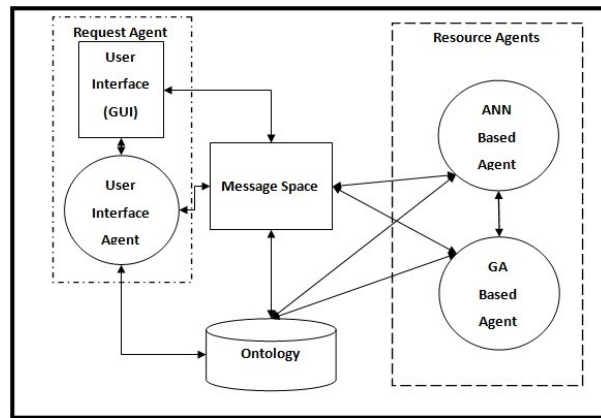 Request Agent
User
Interface
(GUI)
User
Interface
Agent
Message Space
Ontology
Resource Agents
ANN
Based
Agent
GA
Based
Agent